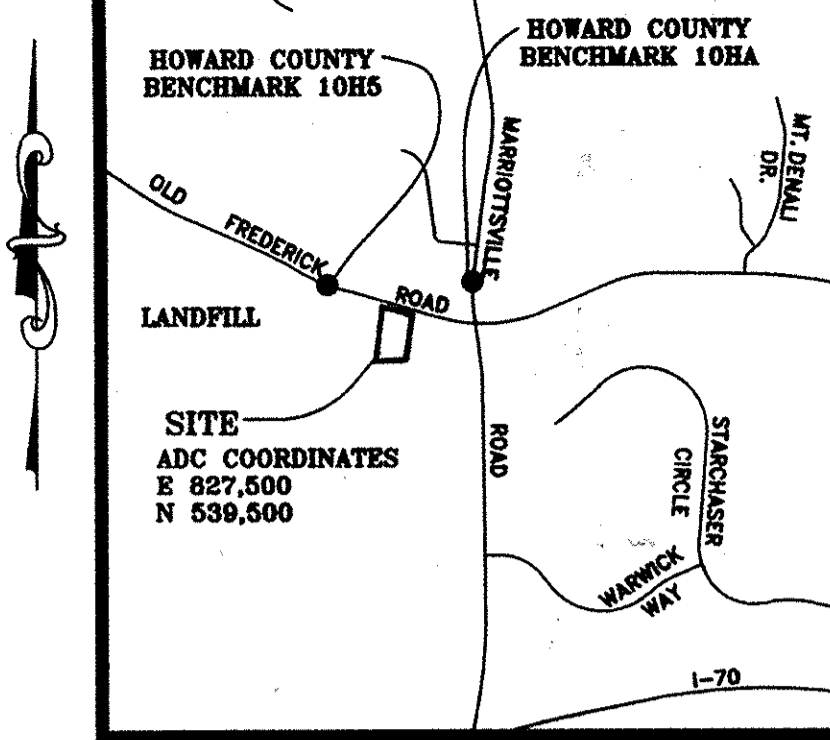 HOWARD COUNTY
BENCHMARK 10H5
HOWARD COUNTY
BENCHMARK 10HA
MARRIOTTSVILLE
ROAD
MT. DENALI
DR.
OLD
FREDERICK
ROAD
LANDFILL
SITE
ADC COORDINATES
E 827,500
N 539,500
STARCHASER
CIRCLE
WARWICK
WAY
I-70